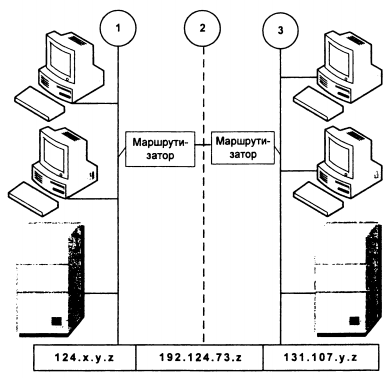 1
2
3
Маршрути-
затор
Маршрути-
затор
124.x.y.z
192.124.73.z
131.107.y.z